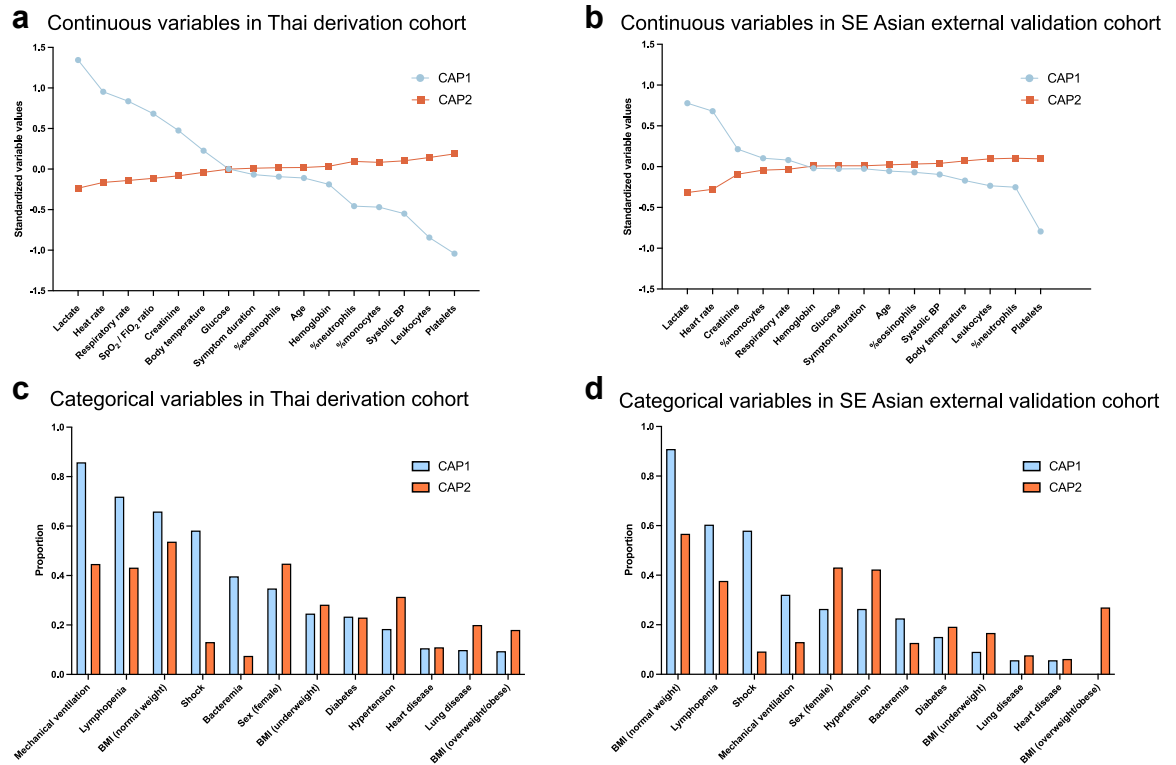 a Continuous variables in Thai derivation cohort
1.5
1.0
0.5
0.0
-0.5
-1.0
-1.5
Standardized variable values
CAP1
CAP2
Lactate
Heat rate
Respiratory rate
SpO2 / FiO2 ratio
Creatinine
Body temperature
Glucose
Symptom duration
%eosinophils
Age
Hemoglobin
%neutrophils
%monocytes
Systolic BP
Leukocytes
Platelets
b Continuous variables in SE Asian external validation cohort
1.5
1.0
0.5
0.0
-0.5
-1.0
-1.5
Standardized variable values
CAP1
CAP2
Lactate
Heart rate
Creatinine
%monocytes
Respiratory rate
Hemoglobin
Glucose
Symptom duration
Age
%eosinophils
Systolic BP
Body temperature
Leukocytes
%neutrophils
Platelets
c Categorical variables in Thai derivation cohort
1.0
0.8
0.6
0.4
0.2
0.0
Proportion
CAP1
CAP2
Mechanical ventilation
Lymphopenia
BMI (normal weight)
Shock
Bacteremia
Sex (female)
BMI (underweight)
Diabetes
Hypertension
Heart disease
Lung disease
BMI (overweight/obese)
d Categorical variables in SE Asian external validation cohort
1.0
0.8
0.6
0.4
0.2
0.0
Proportion
CAP1
CAP2
BMI (normal weight)
Lymphopenia
Shock
Mechanical ventilation
Sex (female)
Hypertension
Bacteremia
Diabetes
BMI (underweight)
Lung disease
Heart disease
BMI (overweight/obese)